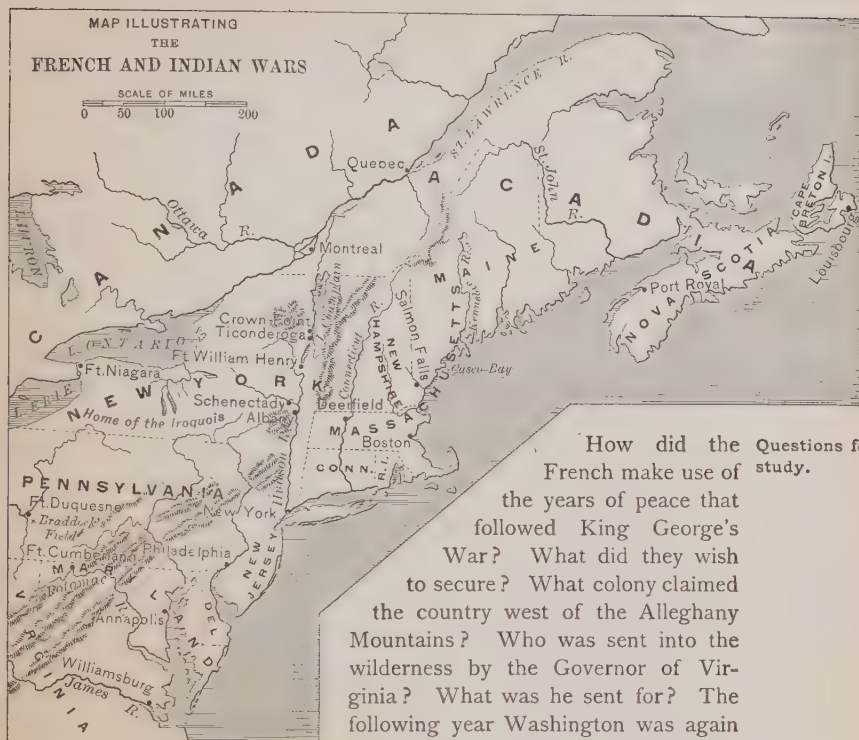 MAP ILLUSTRATING
THE
FRENCH AND INDIAN WARS
SCALE OF MILES
0 50 100 200
CANADA
ACADIA
ST. LAWRENCE R.
Quebec
St. John
R.
CAPE
BRETON I.
Louisbourg
Ottawa
R.
HURON
Montreal
MAINE
NOVA SCOTIA
Port Royal
L. Champlain
Crown Point
Ticonderoga
Connecticut R.
Kennebec R.
Salmon Falls
L. ONTARIO
Ft. William Henry
NEW
HAMPSHIRE
Casco Bay
Ft. Niagara
L. ERIE
NEW YORK
Schenectady
Albany
Home of the Iroquois
Deerfield
MASSACHUSETTS
Boston
CONN.
R.I.
Hudson R.
PENNSYLVANIA
Ft. Duquesne
New York
Braddock's
Field
Ft. Cumberland
Philadelphia
NEW
JERSEY
MARYLAND
Potomac
R.
Annapolis
DEL.
VIRGINIA
Williamsburg
James R.
Questions f
study.
How did the
French make use of
the years of peace that
followed King George's
War? What did they wish
to secure? What colony claimed
the country west of the Alleghany
Mountains? Who was sent into the
wilderness by the Governor of Vir-
ginia? What was he sent for? The
following year Washington was again